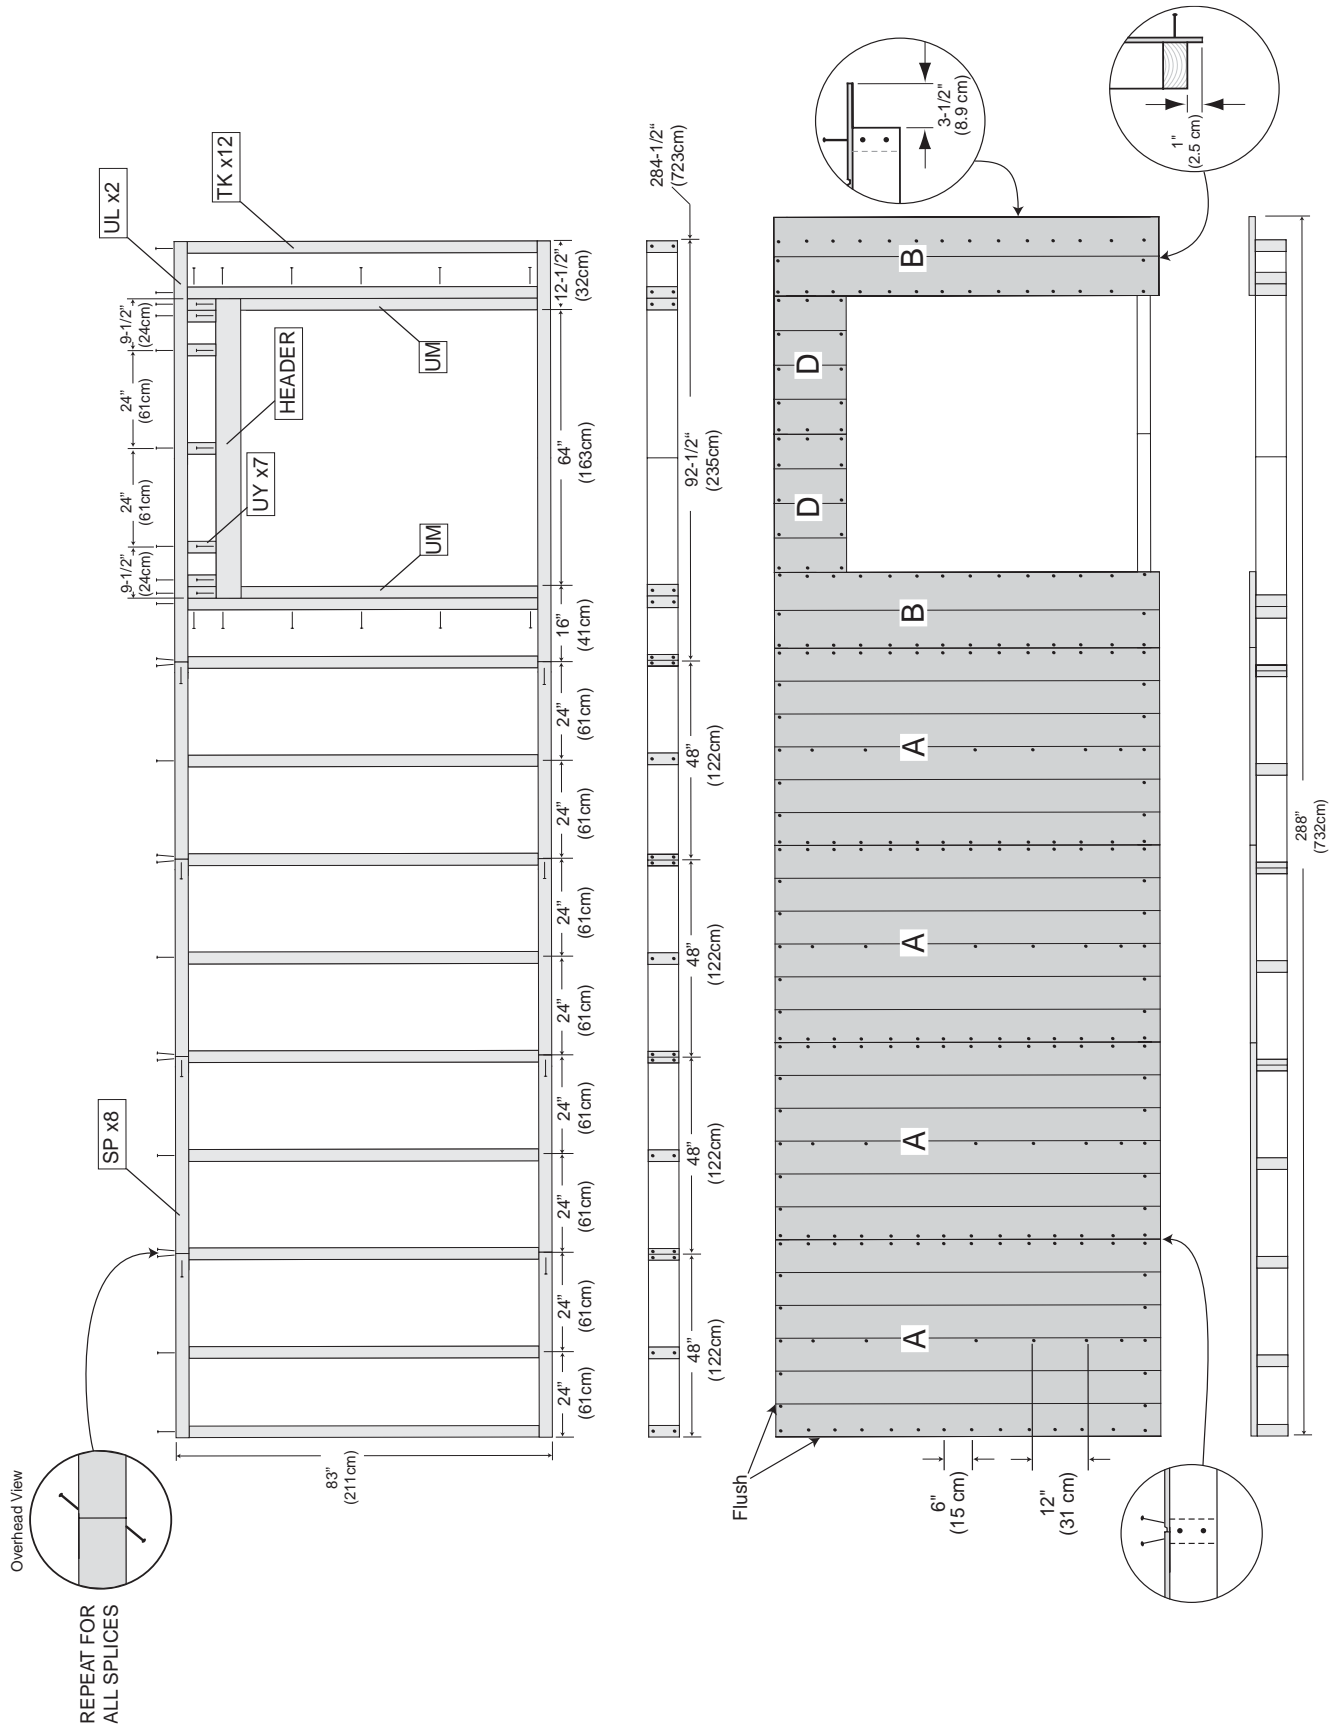 Overhead View
REPEAT FOR
ALL SPLICES
SP x8
UL x2
TK x12
9-1/2"
(24cm)
24"
(61cm)
24"
(61cm)
9-1/2"
(24cm)
UY x7
HEADER
UM
UM
83"
(211cm)
24"
(61cm)
24"
(61cm)
24"
(61cm)
24"
(61cm)
24"
(61cm)
24"
(61cm)
24"
(61cm)
24"
(61cm)
16"
(41cm)
64"
(163cm)
12-1/2"
(32cm)
48"
(122cm)
48"
(122cm)
48"
(122cm)
48"
(122cm)
92-1/2"
(235cm)
284-1/2"
(723cm)
Flush
A
A
A
A
B
D
D
B
6"
(15 cm)
12"
(31 cm)
3-1/2"
(8.9 cm)
1"
(2.5 cm)
288"
(732cm)